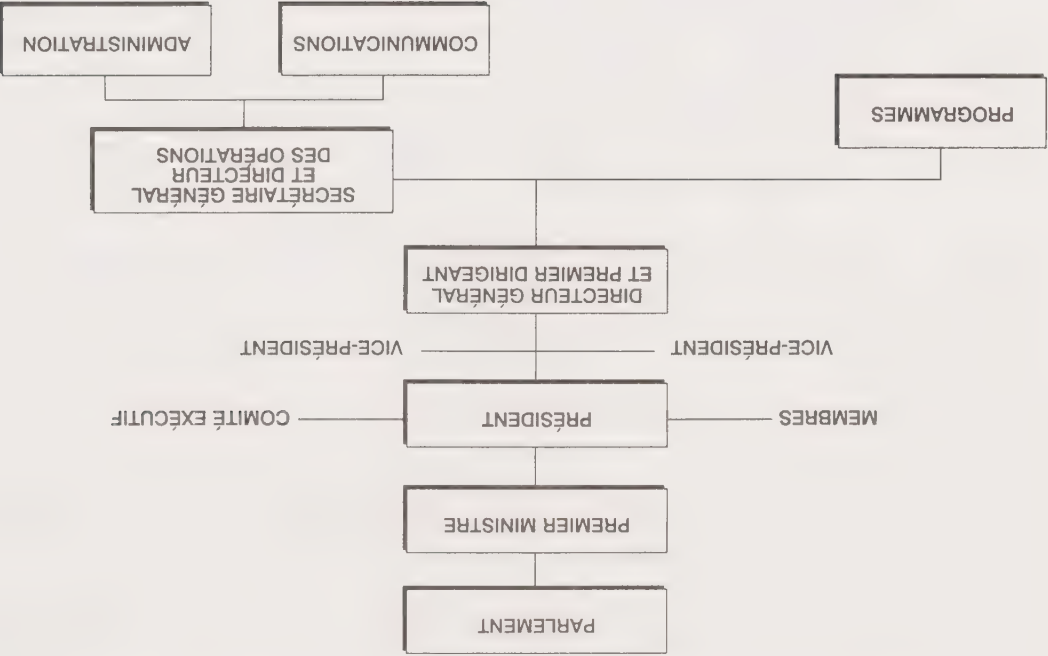 PARLEMENT
PREMIER MINISTRE
MEMBRES
PRÉSIDENT
COMITÉ EXÉCUTIF
VICE-PRÉSIDENT
VICE-PRÉSIDENT
DIRECTEUR GÉNÉRAL
ET PREMIER DIRIGEANT
SECRÉTAIRE GÉNÉRAL
ET DIRECTEUR
DES OPÉRATIONS
PROGRAMMES
COMMUNICATIONS
ADMINISTRATION